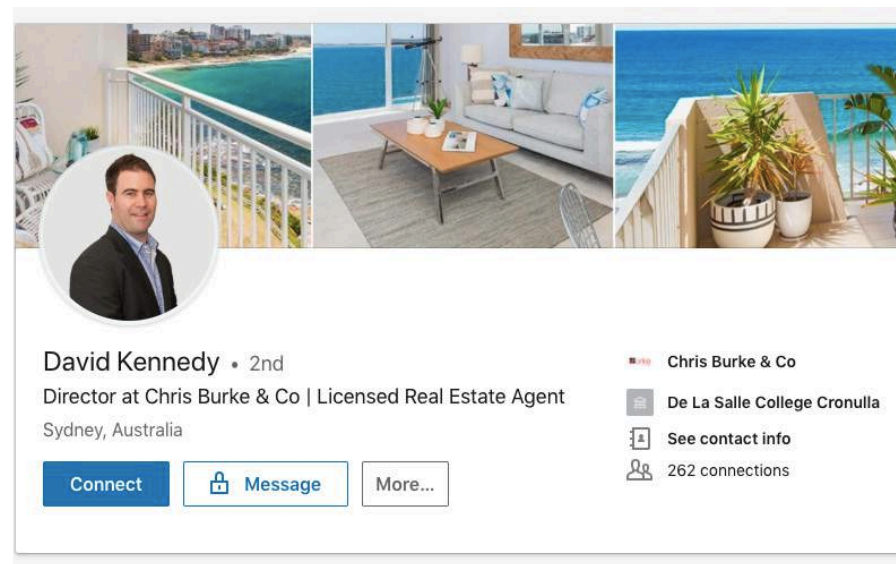 David Kennedy • 2nd
Director at Chris Burke & Co | Licensed Real Estate Agent
Sydney, Australia
Connect
Message
More...
Burke
Chris Burke & Co
De La Salle College Cronulla
See contact info
262 connections